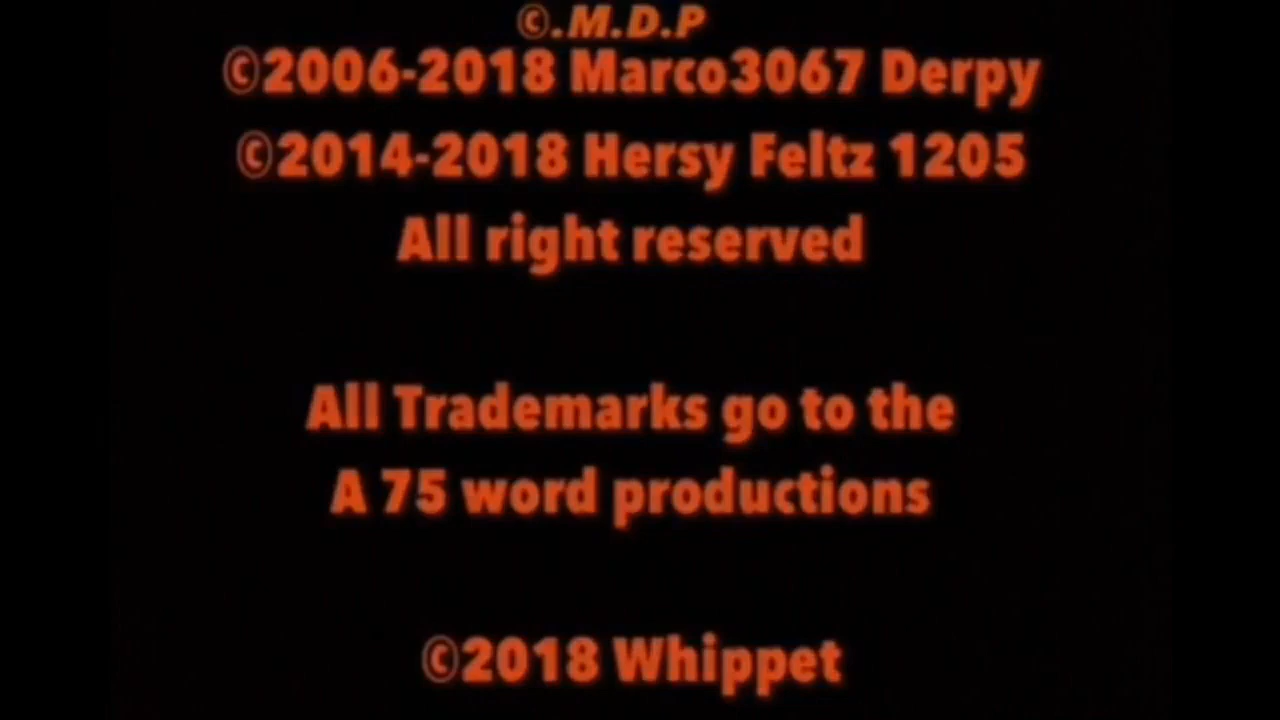 ©.M.D.P
©2006-2018 Marco3067 Derpy
©2014-2018 Hersy Feltz 1205
All right reserved
All Trademarks go to the
A 75 word productions
©2018 Whippet